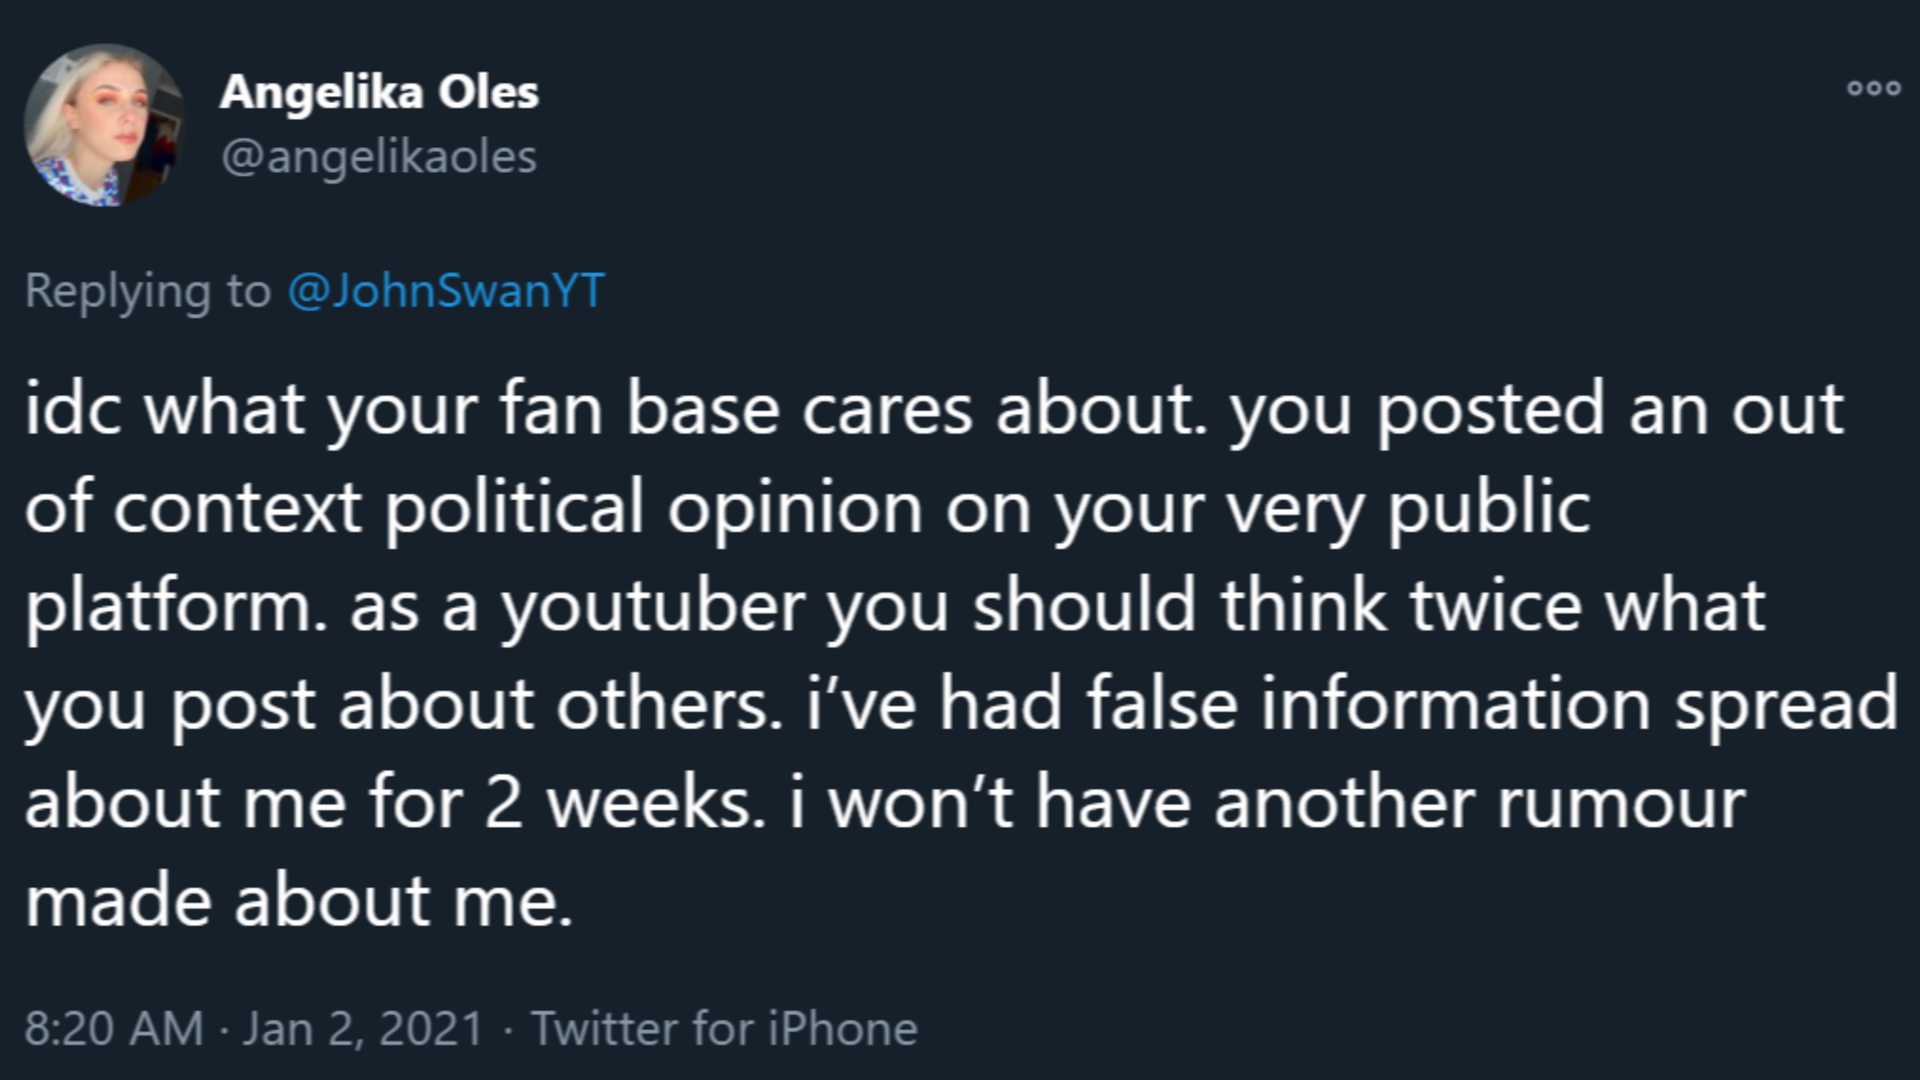 Angelika Oles
@angelikaoles
Replying to @JohnSwanYT
idc what your fan base cares about. you posted an out
of context political opinion on your very public
platform. as a youtuber you should think twice what
you post about others. i’ve had false information spread
about me for 2 weeks. i won’t have another rumour
made about me.
8:20 AM · Jan 2, 2021 · Twitter for iPhone